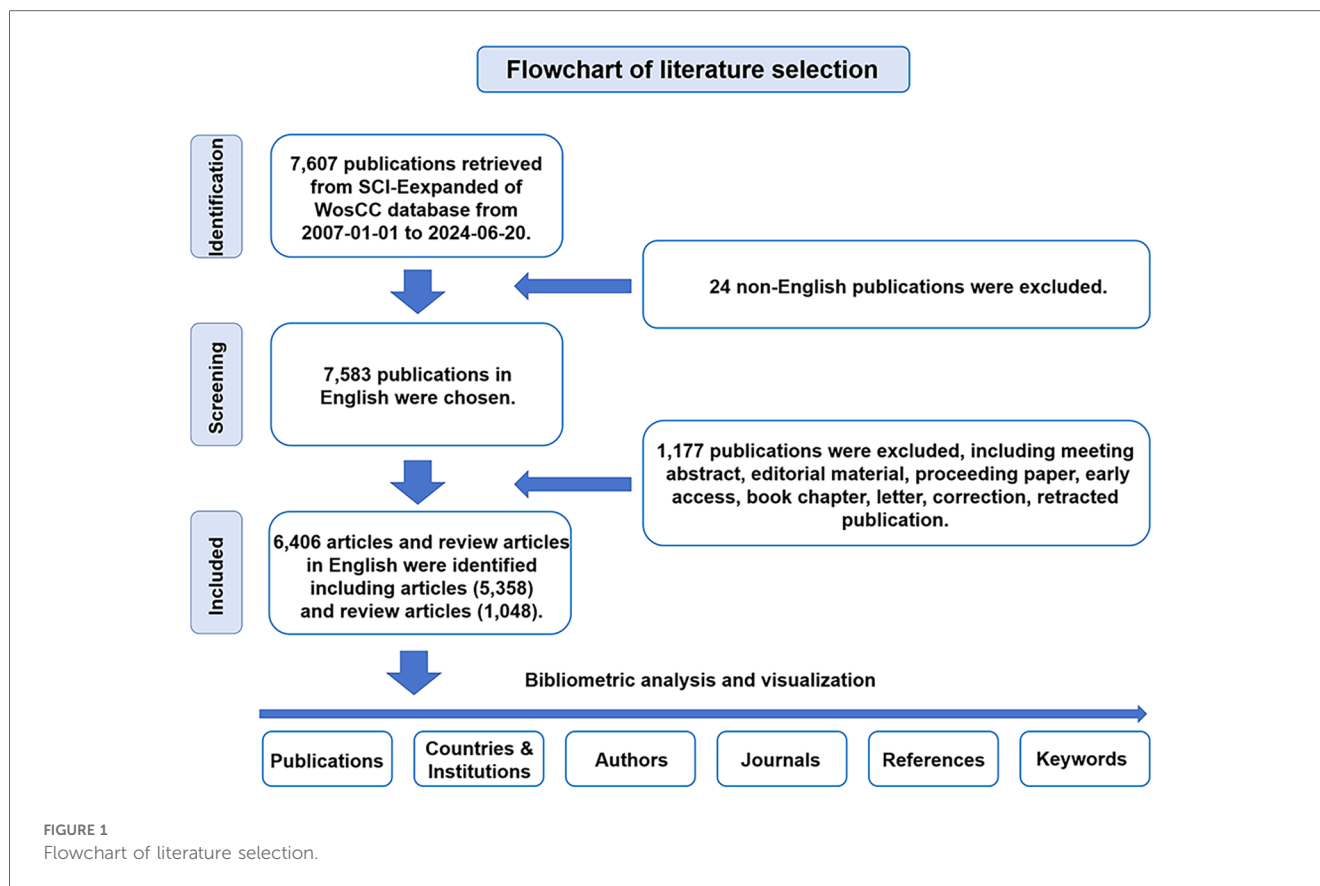 Flowchart of literature selection
Identification
7,607 publications retrieved
from SCI-Eexpanded of
WosCC database from
2007-01-01 to 2024-06-20.
24 non-English publications were excluded.
Screening
7,583 publications in
English were chosen.
1,177 publications were excluded, including meeting
abstract, editorial material, proceeding paper, early
access, book chapter, letter, correction, retracted
publication.
Included
6,406 articles and review articles
in English were identified
including articles (5,358)
and review articles (1,048).
Bibliometric analysis and visualization
Publications
Countries &
Institutions
Authors
Journals
References
Keywords
FIGURE 1
Flowchart of literature selection.